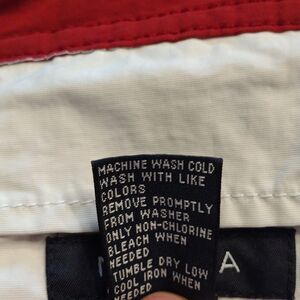 MACHINE WASH COLD
WASH WITH LIKE
COLORS
REMOVE PROMPTLY
FROM WASHER
ONLY NON-CHLORINE
BLEACH WHEN
NEEDED
TUMBLE DRY LOW
COOL IRON WHEN
NEEDED
A